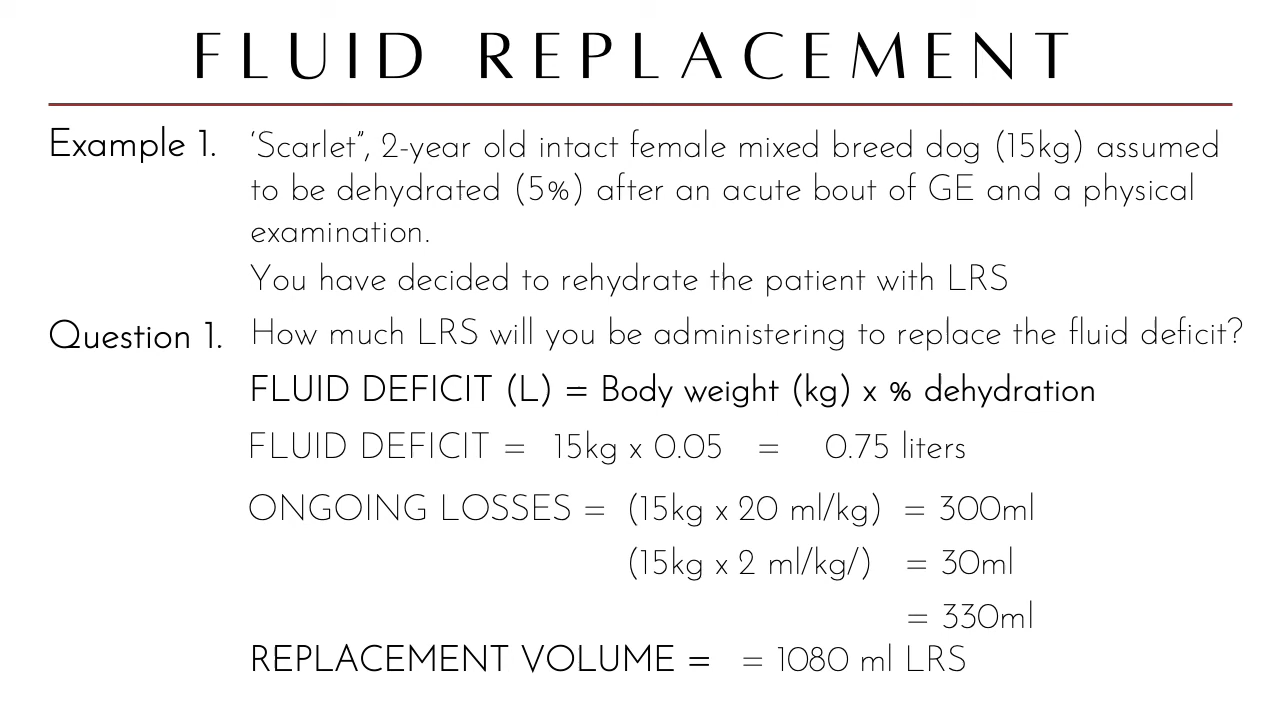 FLUID REPLACEMENT
Example 1. ‘Scarlet”, 2-year old intact female mixed breed dog (15kg) assumed
to be dehydrated (5%) after an acute bout of GE and a physical
examination.
You have decided to rehydrate the patient with LRS
Question 1. How much LRS will you be administering to replace the fluid deficit?
FLUID DEFICIT (L) = Body weight (kg) x % dehydration
FLUID DEFICIT = 15kg x 0.05 = 0.75 liters
ONGOING LOSSES = (15kg x 20 ml/kg) = 300ml
(15kg x 2 ml/kg/) = 30ml
= 330ml
REPLACEMENT VOLUME = = 1080 ml LRS